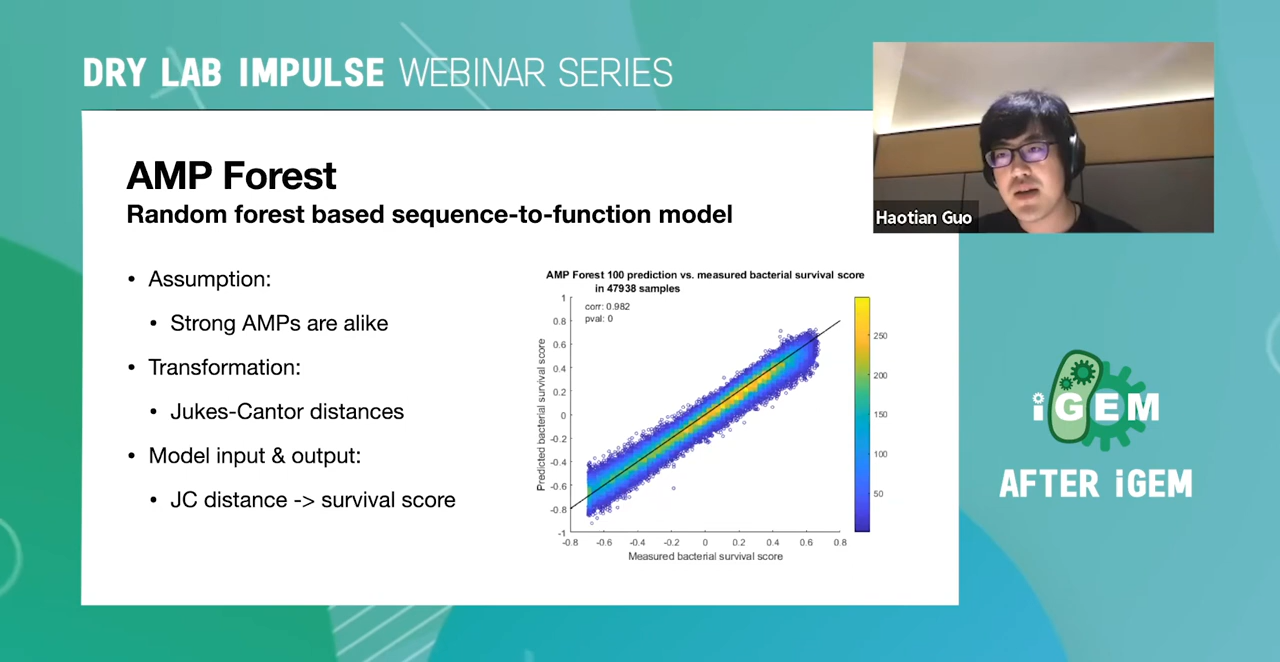 DRY LAB IMPULSE WEBINAR SERIES
AMP Forest
Random forest based sequence-to-function model
• Assumption:
• Strong AMPs are alike
• Transformation:
• Jukes-Cantor distances
• Model input & output:
• JC distance -> survival score
AMP Forest 100 prediction vs. measured bacterial survival score
in 47938 samples
corr: 0.982
pval: 0
Predicted bacterial survival score
1
0.8
0.6
0.4
0.2
0
-0.2
-0.4
-0.6
-0.8
-1
-0.8 -0.6 -0.4 -0.2 0 0.2 0.4 0.6 0.8
Measured bacterial survival score
250
200
150
100
50
Haotian Guo
iGEM
AFTER iGEM